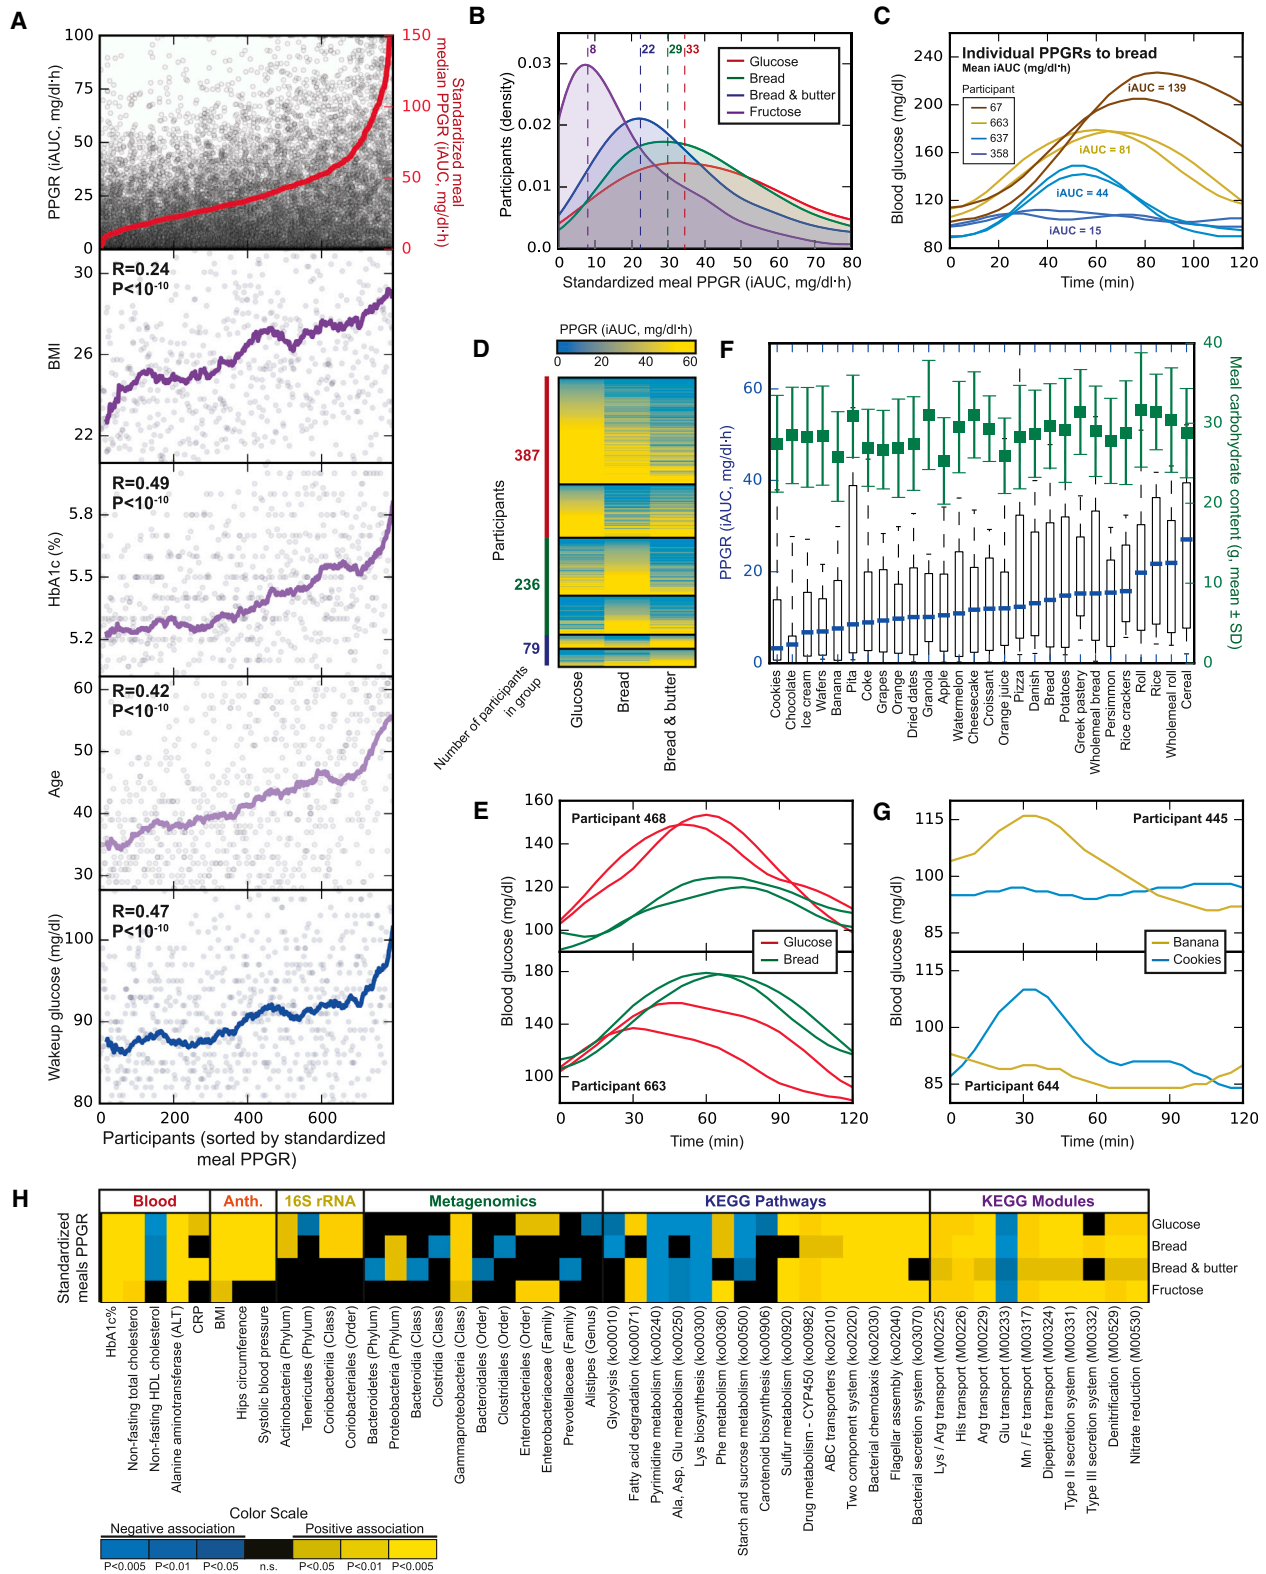 A
100
75
50
25
0
PPGR (iAUC, mg/dl·h)
150
100
50
0
Standardized meal
median PPGR (iAUC, mg/dl·h)
R=0.24
P<10-10
30
26
22
BMI
R=0.49
P<10-10
5.8
5.5
5.2
HbA1c (%)
R=0.42
P<10-10
60
50
40
30
Age
R=0.47
P<10-10
100
90
80
Wakeup glucose (mg/dl)
0 200 400 600
Participants (sorted by standardized
meal PPGR)
B
8 22 29 33
Glucose
Bread
Bread & butter
Fructose
0.03
0.02
0.01
0.0
Participants (density)
0 10 20 30 40 50 60 70 80
Standardized meal PPGR (iAUC, mg/dl·h)
C
Individual PPGRs to bread
Mean iAUC (mg/dl·h)
Participant
67
663
637
358
iAUC = 139
iAUC = 81
iAUC = 44
iAUC = 15
240
200
160
120
80
Blood glucose (mg/dl)
0 20 40 60 80 100 120
Time (min)
D
PPGR (iAUC, mg/dl·h)
0 20 40 60
387
236
79
Participants
Number of participants
in group
Glucose
Bread
Bread & butter
F
60
40
20
0
PPGR (iAUC, mg/dl·h)
40
30
20
10
0
Meal carbohydrate content (g, mean ± SD)
Cookies
Chocolate
Ice cream
Wafers
Banana
Pita
Coke
Grapes
Orange
Dried dates
Granola
Apple
Watermelon
Cheesecake
Croissant
Orange juice
Pizza
Danish
Bread
Potatoes
Greek pastery
Wholemeal bread
Persimmon
Rice crackers
Roll
Rice
Wholemeal roll
Cereal
E
Participant 468
160
140
120
100
Glucose
Bread
180
140
100
Participant 663
Blood glucose (mg/dl)
0 30 60 90 120
Time (min)
G
Participant 445
115
100
85
Banana
Cookies
115
100
85
Participant 644
Blood glucose (mg/dl)
0 30 60 90 120
Time (min)
H
Blood Anth. 16S rRNA Metagenomics KEGG Pathways KEGG Modules
Standardized
meals PPGR
Glucose
Bread
Bread & butter
Fructose
HbA1c%
Non-fasting total cholesterol
Non-fasting HDL cholesterol
Alanine aminotransferase (ALT)
CRP
BMI
Hips circumference
Systolic blood pressure
Actinobacteria (Phylum)
Tenericutes (Phylum)
Coriobacteriia (Class)
Coriobacteriales (Order)
Bacteroidetes (Phylum)
Proteobacteria (Phylum)
Bacteroidia (Class)
Clostridia (Class)
Gammaproteobacteria (Class)
Bacteroidales (Order)
Clostridiales (Order)
Enterobacteriales (Order)
Enterobacteriaceae (Family)
Prevotellaceae (Family)
Alistipes (Genus)
Glycolysis (ko00010)
Fatty acid degradation (ko00071)
Pyrimidine metabolism (ko00240)
Ala, Asp, Glu metabolism (ko00250)
Lys biosynthesis (ko00300)
Phe metabolism (ko00360)
Starch and sucrose metabolism (ko00500)
Carotenoid biosynthesis (ko00906)
Sulfur metabolism (ko00920)
Drug metabolism - CYP450 (ko00982)
ABC transporters (ko02010)
Two component system (ko02020)
Bacterial chemotaxis (ko02030)
Flagellar assembly (ko02040)
Bacterial secretion system (ko03070)
Lys / Arg transport (M00225)
His transport (M00226)
Arg transport (M00229)
Glu transport (M00233)
Mn / Fe transport (M00317)
Dipeptide transport (M00324)
Type II secretion system (M00331)
Type III secretion system (M00332)
Denitrification (M00529)
Nitrate reduction (M00530)
Color Scale
Negative association Positive association
P<0.005 P<0.01 P<0.05 n.s. P<0.05 P<0.01 P<0.005